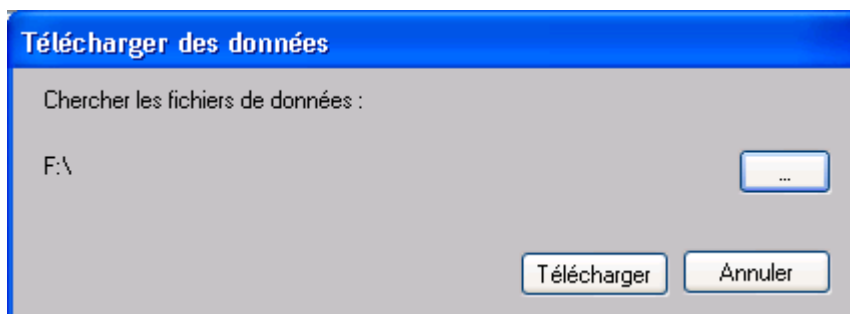 Télécharger des données
Chercher les fichiers de données :
F:\
...
Télécharger
Annuler